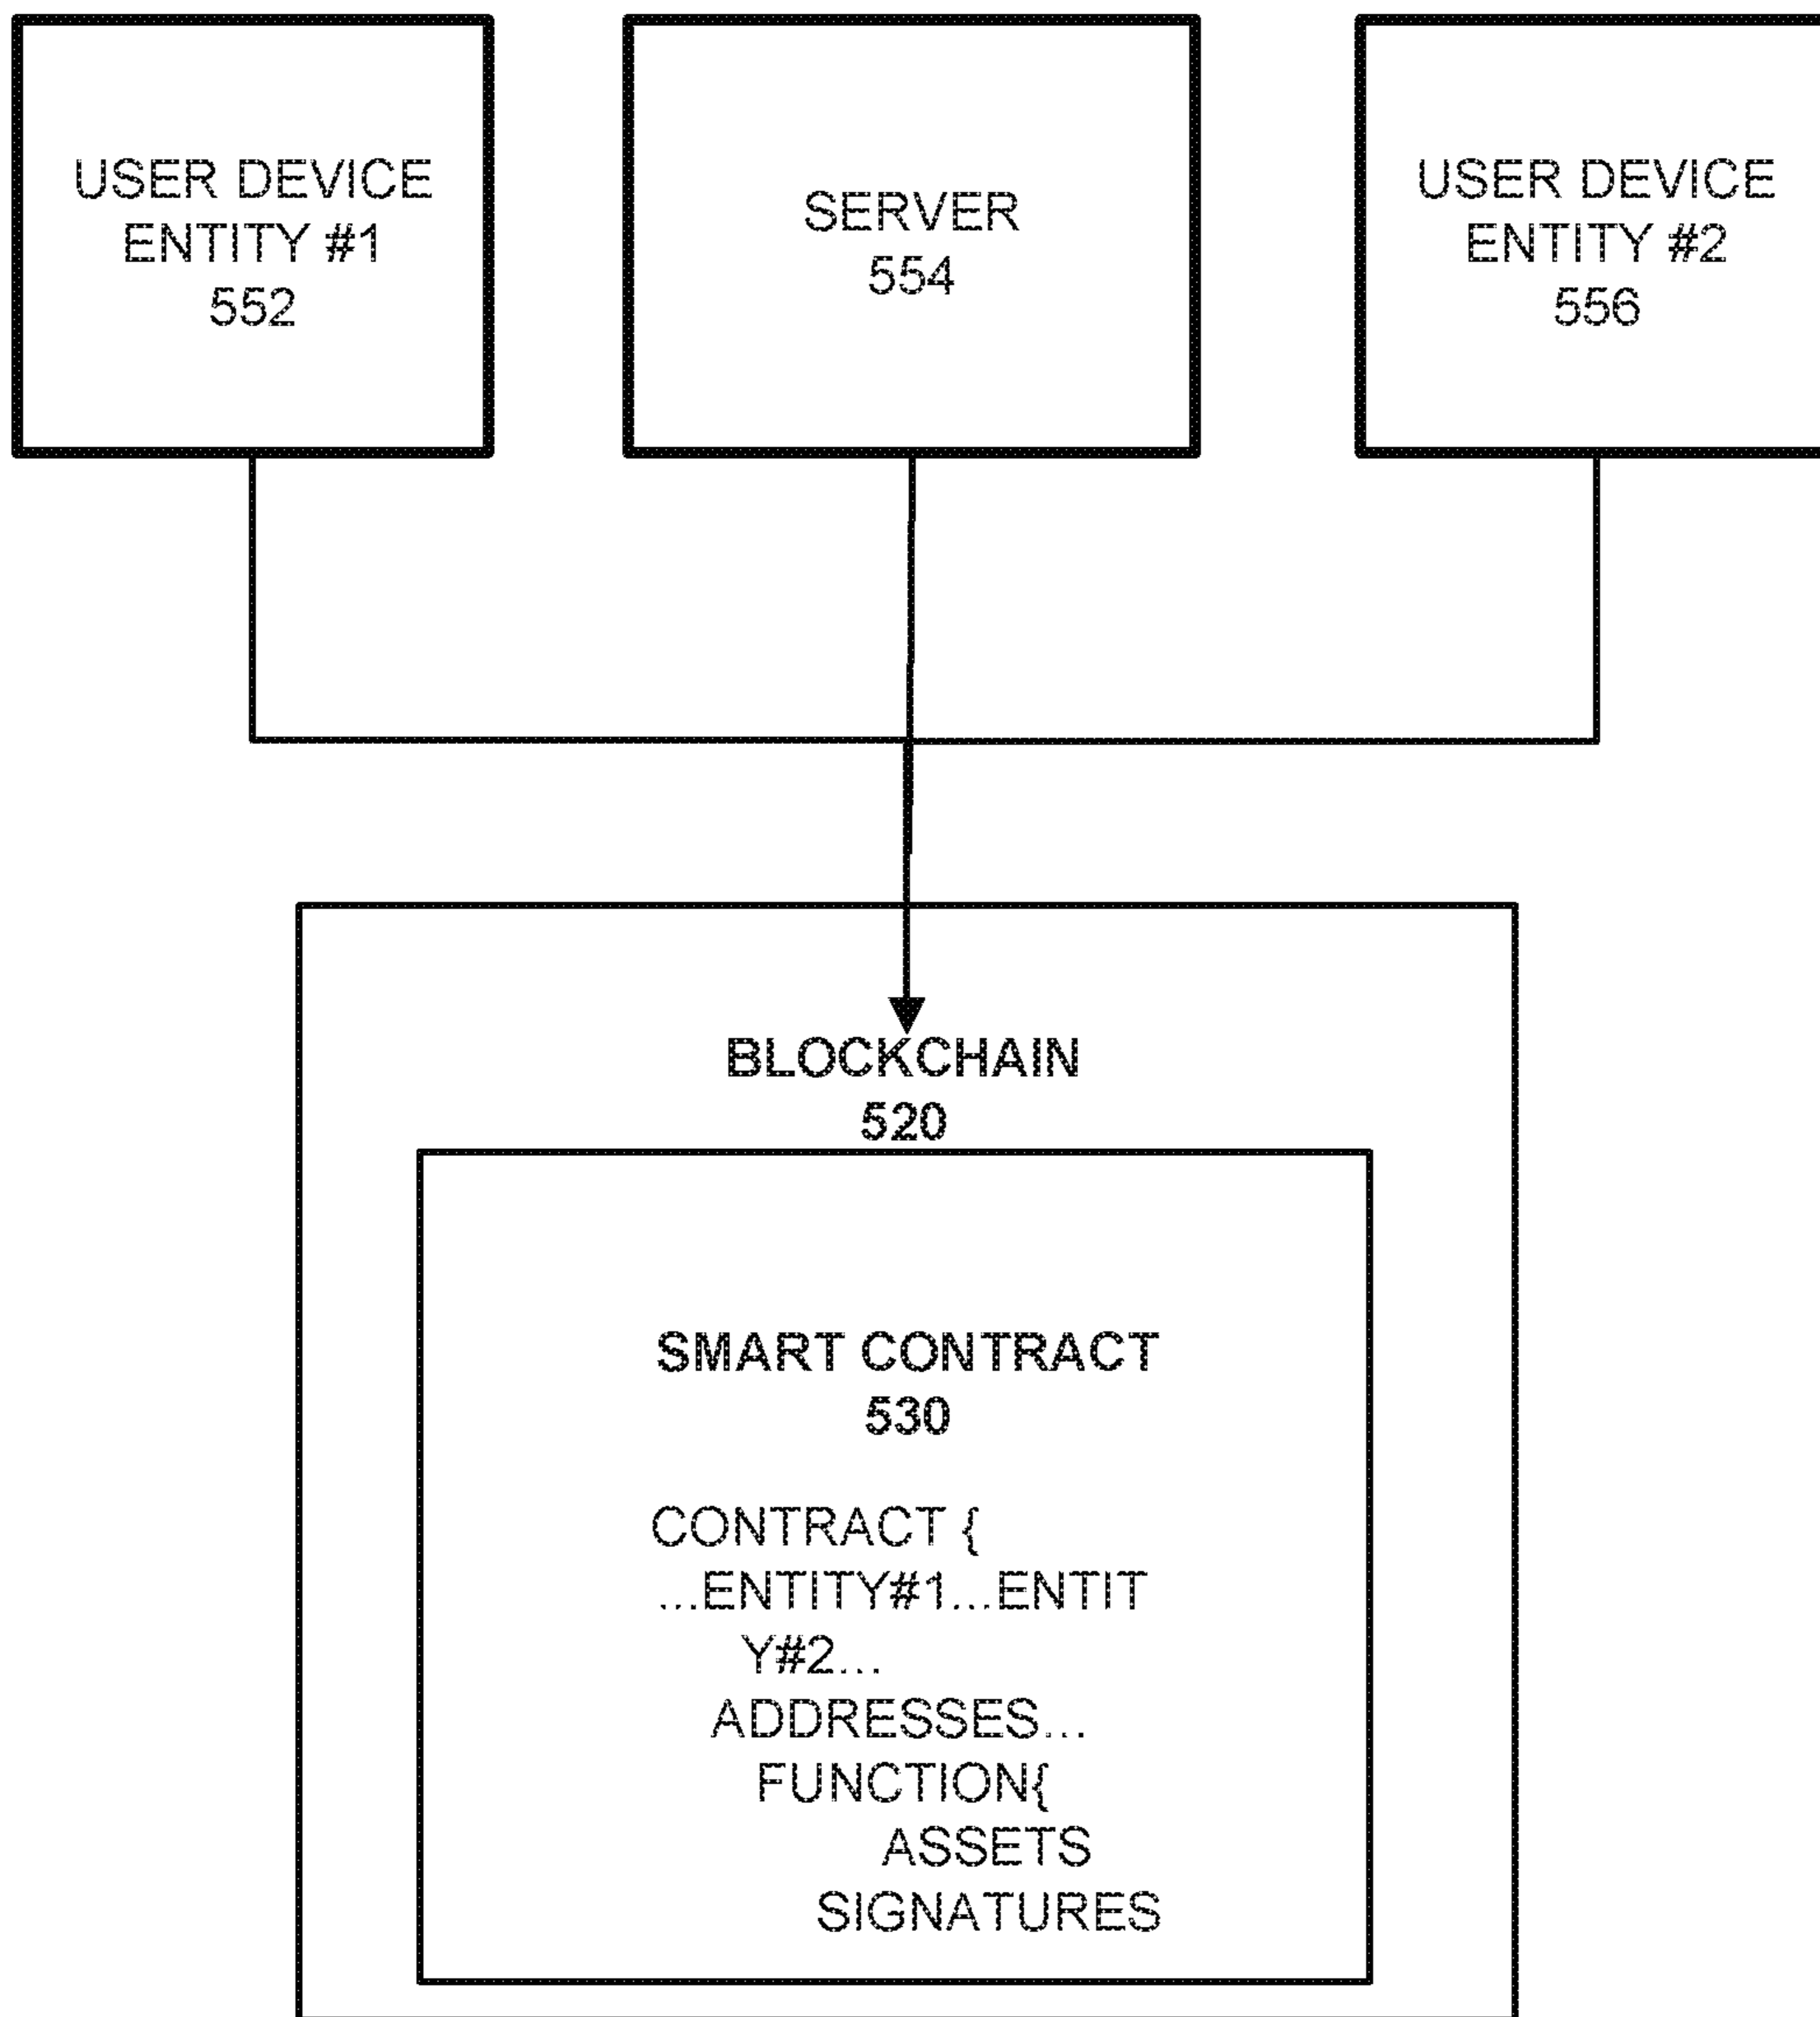 USER DEVICE
ENTITY #1
552
SERVER
554
USER DEVICE
ENTITY #2
556
BLOCKCHAIN
520
SMART CONTRACT
530
CONTRACT {
...ENTITY#1...ENTIT
Y#2...
ADDRESSES...
FUNCTION{
ASSETS
SIGNATURES